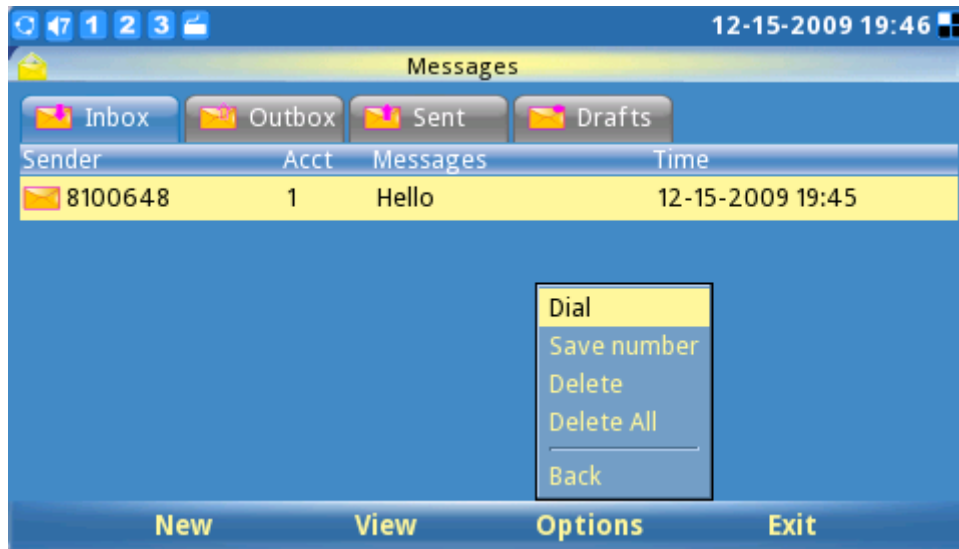 7 1 2 3 12-15-2009 19:46
Messages
Inbox Outbox Sent Drafts
Sender Acct Messages Time
8100648 1 Hello 12-15-2009 19:45
Dial
Save number
Delete
Delete All
Back
New View Options Exit